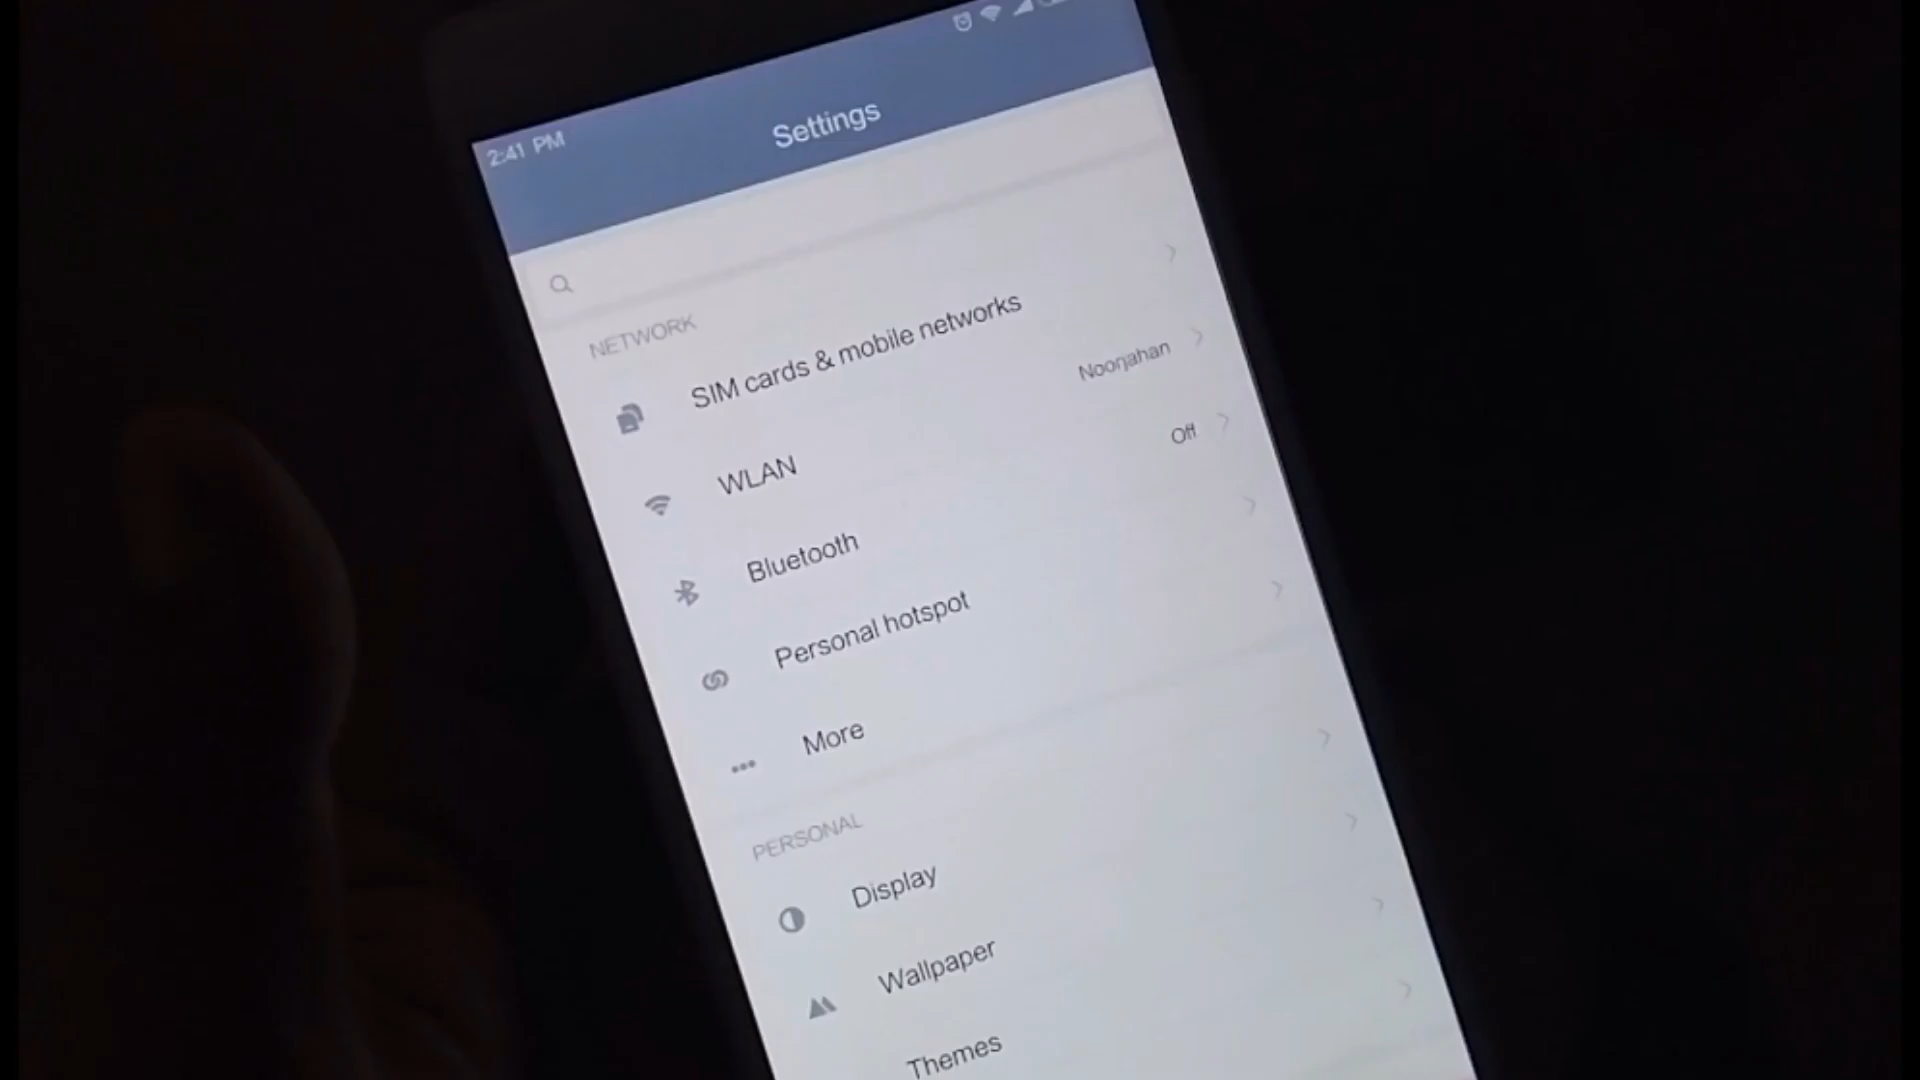 2:41 PM
Settings
NETWORK
SIM cards & mobile networks
WLAN Noorjahan
Bluetooth Off
Personal hotspot
More
PERSONAL
Display
Wallpaper
Themes